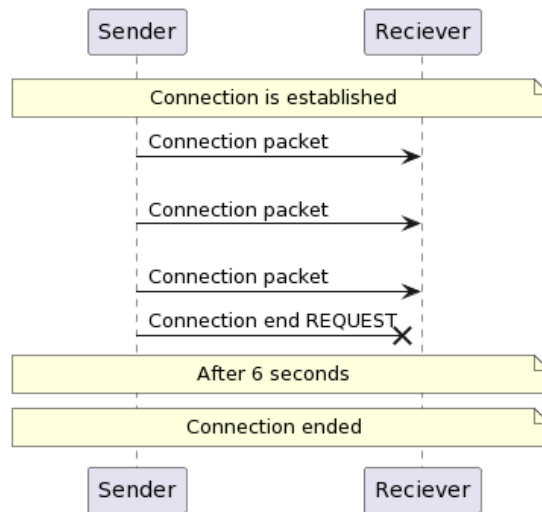 Sender Reciever
Connection is established
Connection packet
Connection packet
Connection packet
Connection end REQUEST
After 6 seconds
Connection ended
Sender Reciever